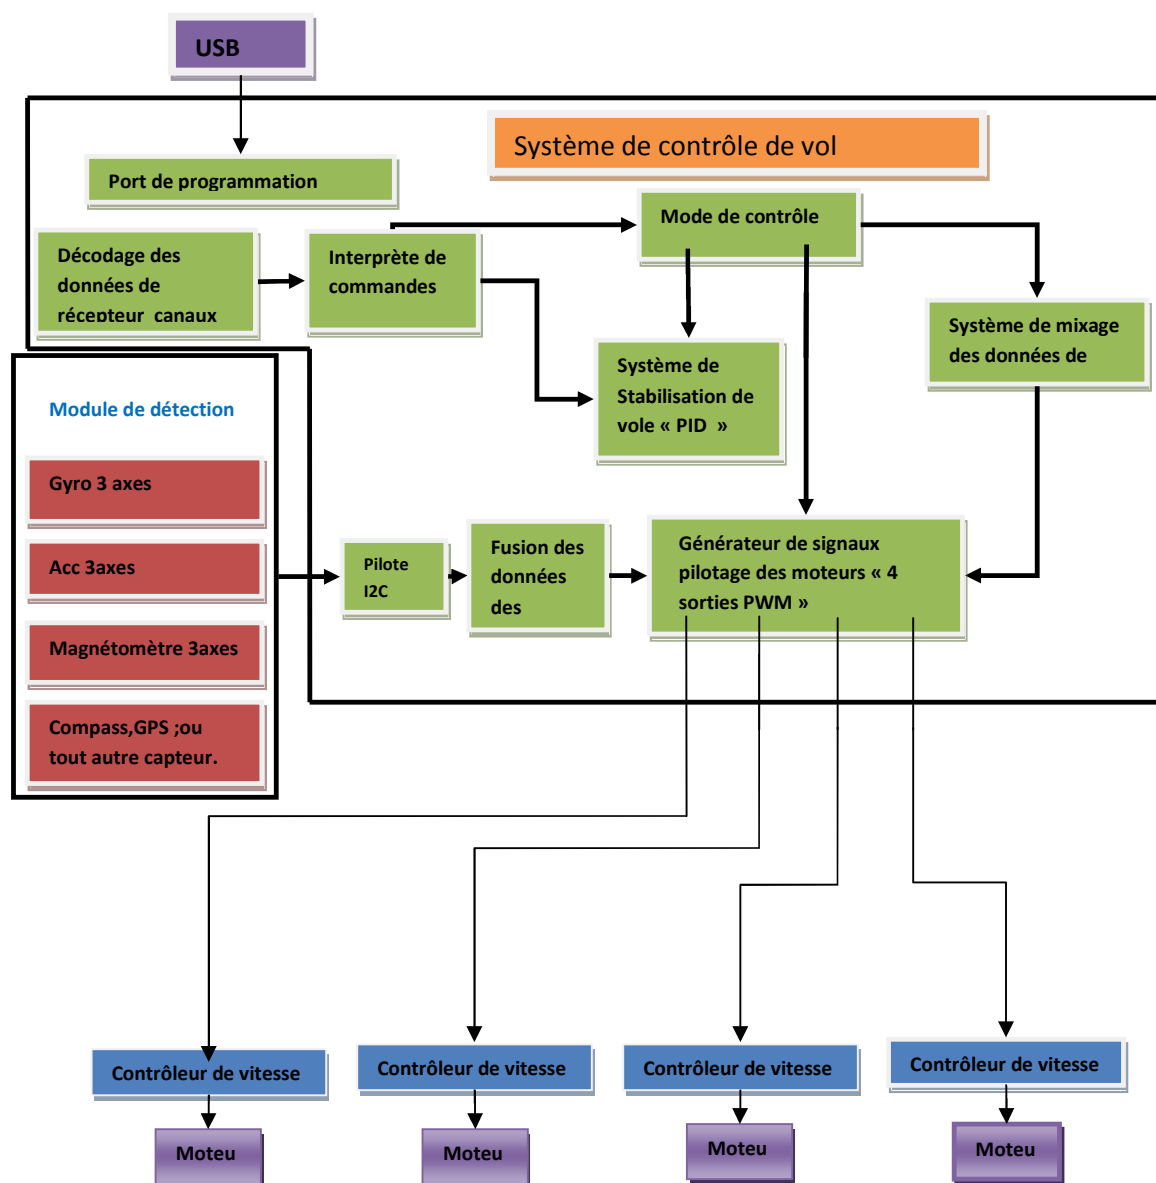 USB
Système de contrôle de vol
Port de programmation
Mode de contrôle
Décodage des
données de
récepteur canaux
Interprète de
commandes
Système de mixage
des données de
Système de
Stabilisation de
vole « PID »
Module de détection
Gyro 3 axes
Acc 3axes
Magnétomètre 3axes
Compass,GPS ;ou
tout autre capteur.
Pilote
I2C
Fusion des
données
des
Générateur de signaux
pilotage des moteurs « 4
sorties PWM »
Contrôleur de vitesse
Contrôleur de vitesse
Contrôleur de vitesse
Contrôleur de vitesse
Moteu
Moteu
Moteu
Moteu